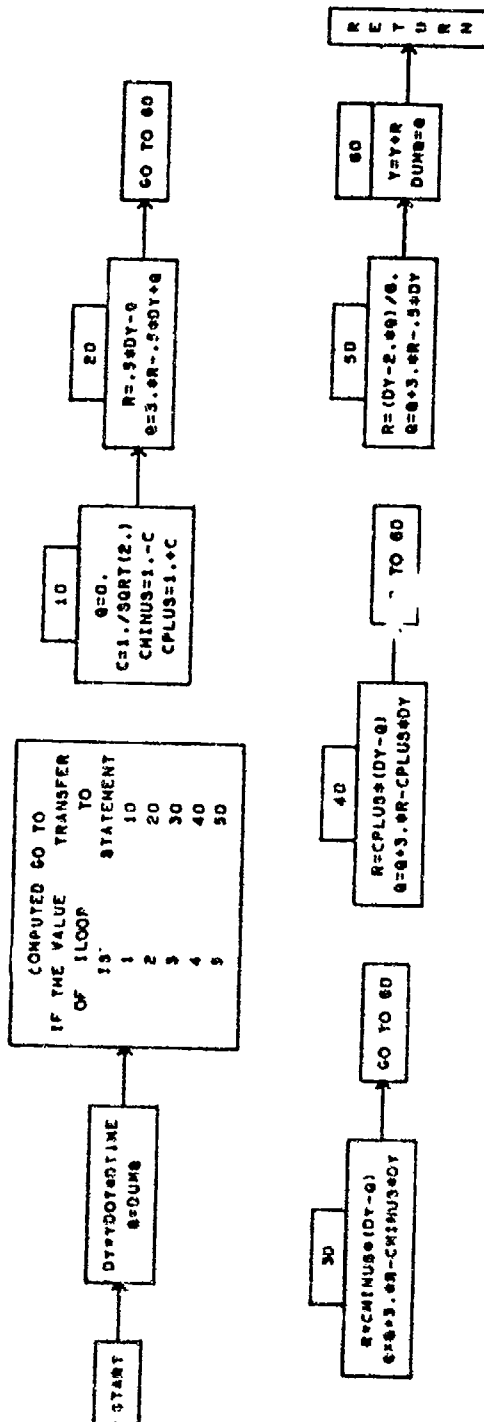 START
DY=YDOT*DTIME
Q=DUMQ
COMPUTED GO TO
IF THE VALUE TRANSFER
OF ILOOP TO
IS STATEMENT
1 10
2 20
3 30
4 40
5 50
10
Q=0.
C=1./SQRT(2.)
CMINUS=1.-C
CPLUS=1.+C
20
R=.5*DY-Q
Q=3.*R-.5*DY+Q
GO TO 60
30
R=CMINUS*(DY-Q)
Q=Q+3.*R-CMINUS*DY
GO TO 60
40
R=CPLUS*(DY-Q)
Q=Q+3.*R-CPLUS*DY
TO 60
50
R=(DY-2.*Q)/6.
Q=Q+3.*R-.5*DY
60
Y=Y+R
DUMQ=Q
RETURN